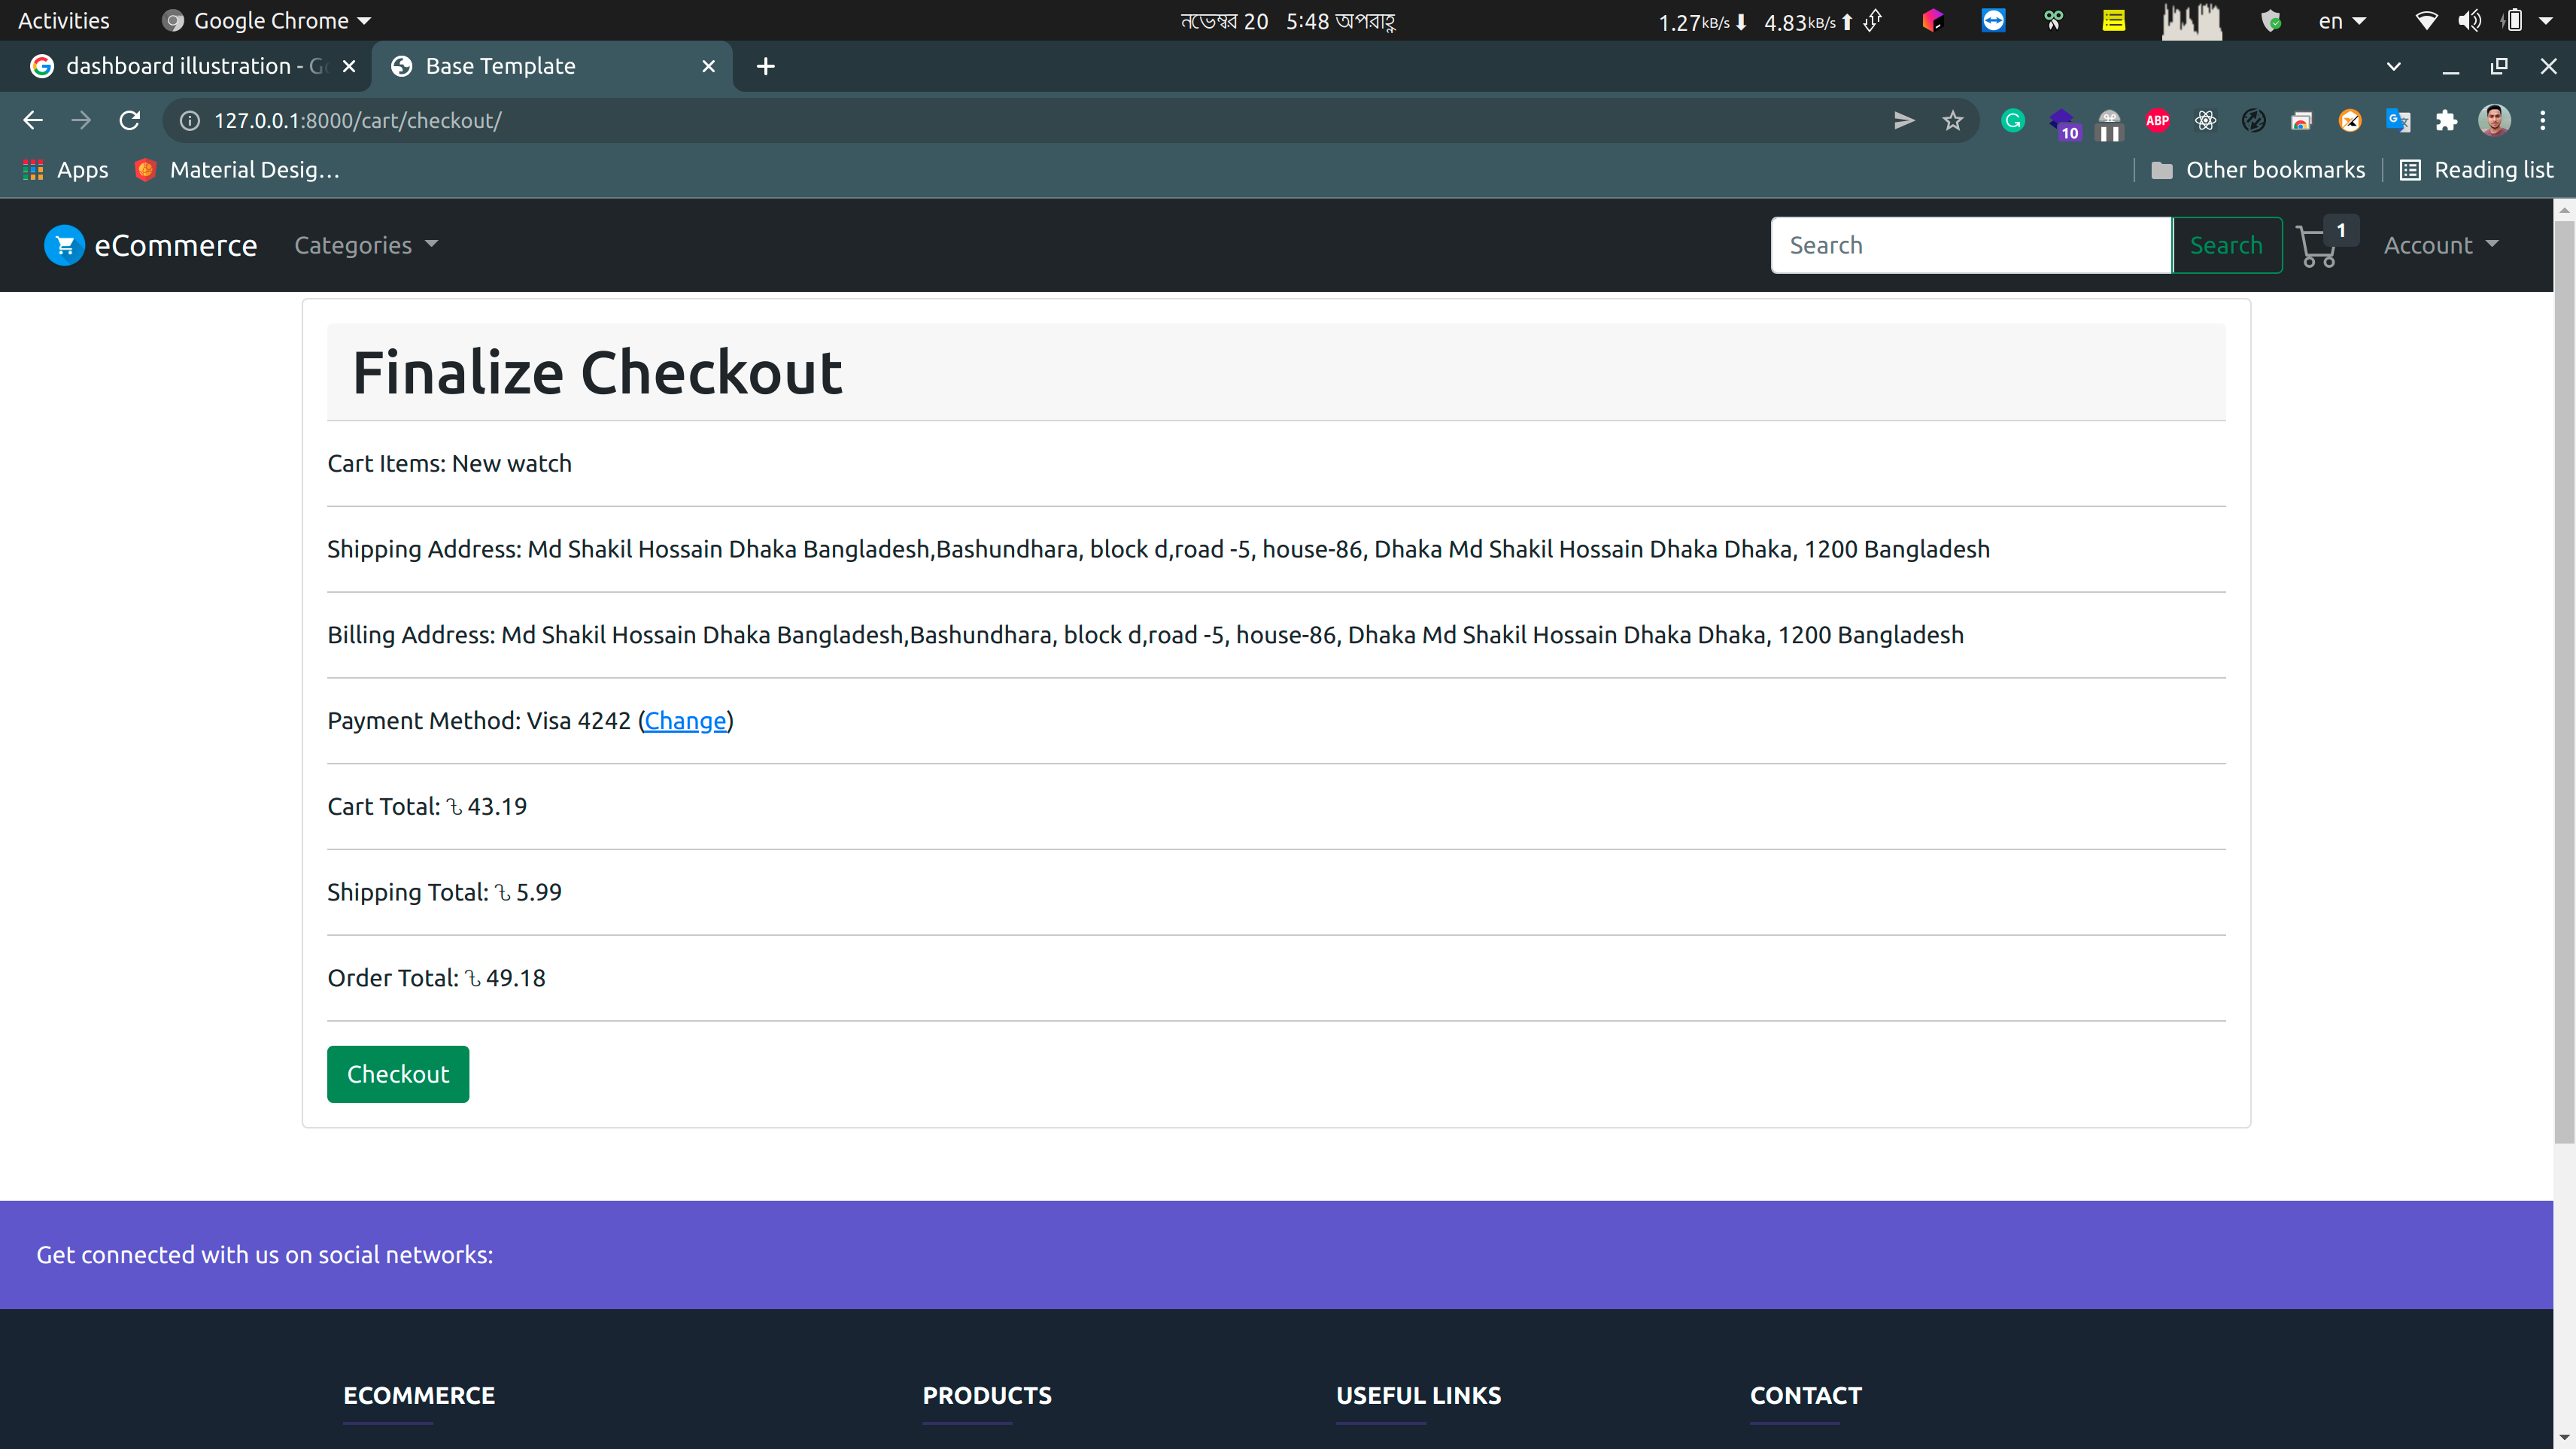 Activities Google Chrome নভেম্বর 20 5:48 অপরাহ্ণ 1.27kB/s 4.83kB/s en
dashboard illustration - Go Base Template
127.0.0.1:8000/cart/checkout/ 10 ABP
Apps Material Desig… Other bookmarks Reading list
eCommerce Categories Search Search 1 Account
Finalize Checkout
Cart Items: New watch
Shipping Address: Md Shakil Hossain Dhaka Bangladesh,Bashundhara, block d,road -5, house-86, Dhaka Md Shakil Hossain Dhaka Dhaka, 1200 Bangladesh
Billing Address: Md Shakil Hossain Dhaka Bangladesh,Bashundhara, block d,road -5, house-86, Dhaka Md Shakil Hossain Dhaka Dhaka, 1200 Bangladesh
Payment Method: Visa 4242 (Change)
Cart Total: ৳ 43.19
Shipping Total: ৳ 5.99
Order Total: ৳ 49.18
Checkout
Get connected with us on social networks:
ECOMMERCE PRODUCTS USEFUL LINKS CONTACT